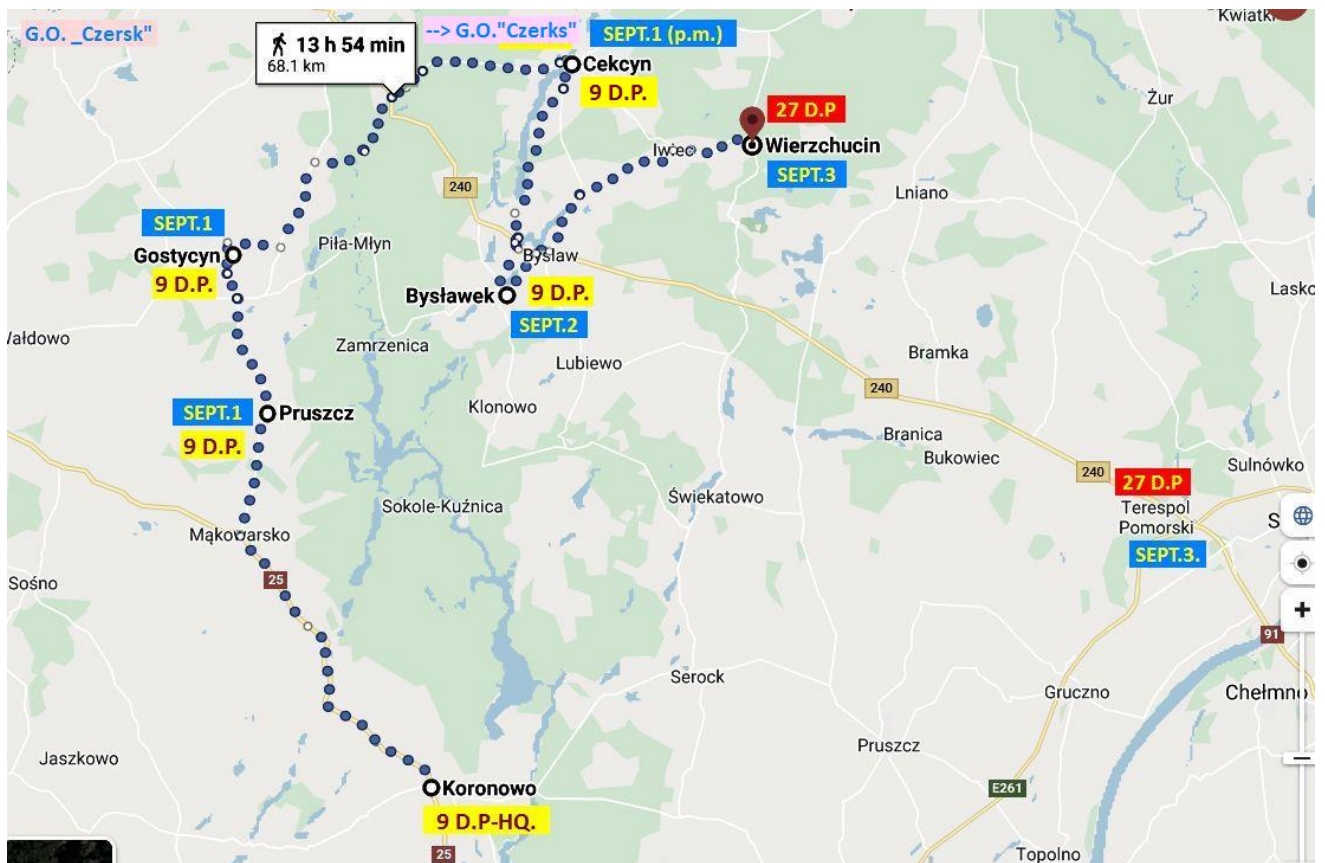 Kwiatki
G.O. _Czersk"
--> G.O."Czerks"
SEPT.1 (p.m.)
13 h 54 min
68.1 km
Cekcyn
9 D.P.
27 D.P
Żur
Iwiec
Wierzchucin
SEPT.3
240
Lniano
SEPT.1
Piła-Młyn
Gostycyn
9 D.P.
Bysław
Bysławek
9 D.P.
SEPT.2
Lasko
Wałdowo
Zamrzenica
Lubiewo
Bramka
240
Klonowo
SEPT.1
Pruszcz
9 D.P.
Branica
Bukowiec
240
27 D.P
Sulnówko
Świekatowo
Sokole-Kuźnica
Terespol
Pomorski
S
Mąkowarsko
SEPT.3.
25
Sośno
+
91
Serock
Gruczno
Chełmno
Pruszcz
Jaszkowo
Koronowo
E261
9 D.P-HQ.
25
Topolno